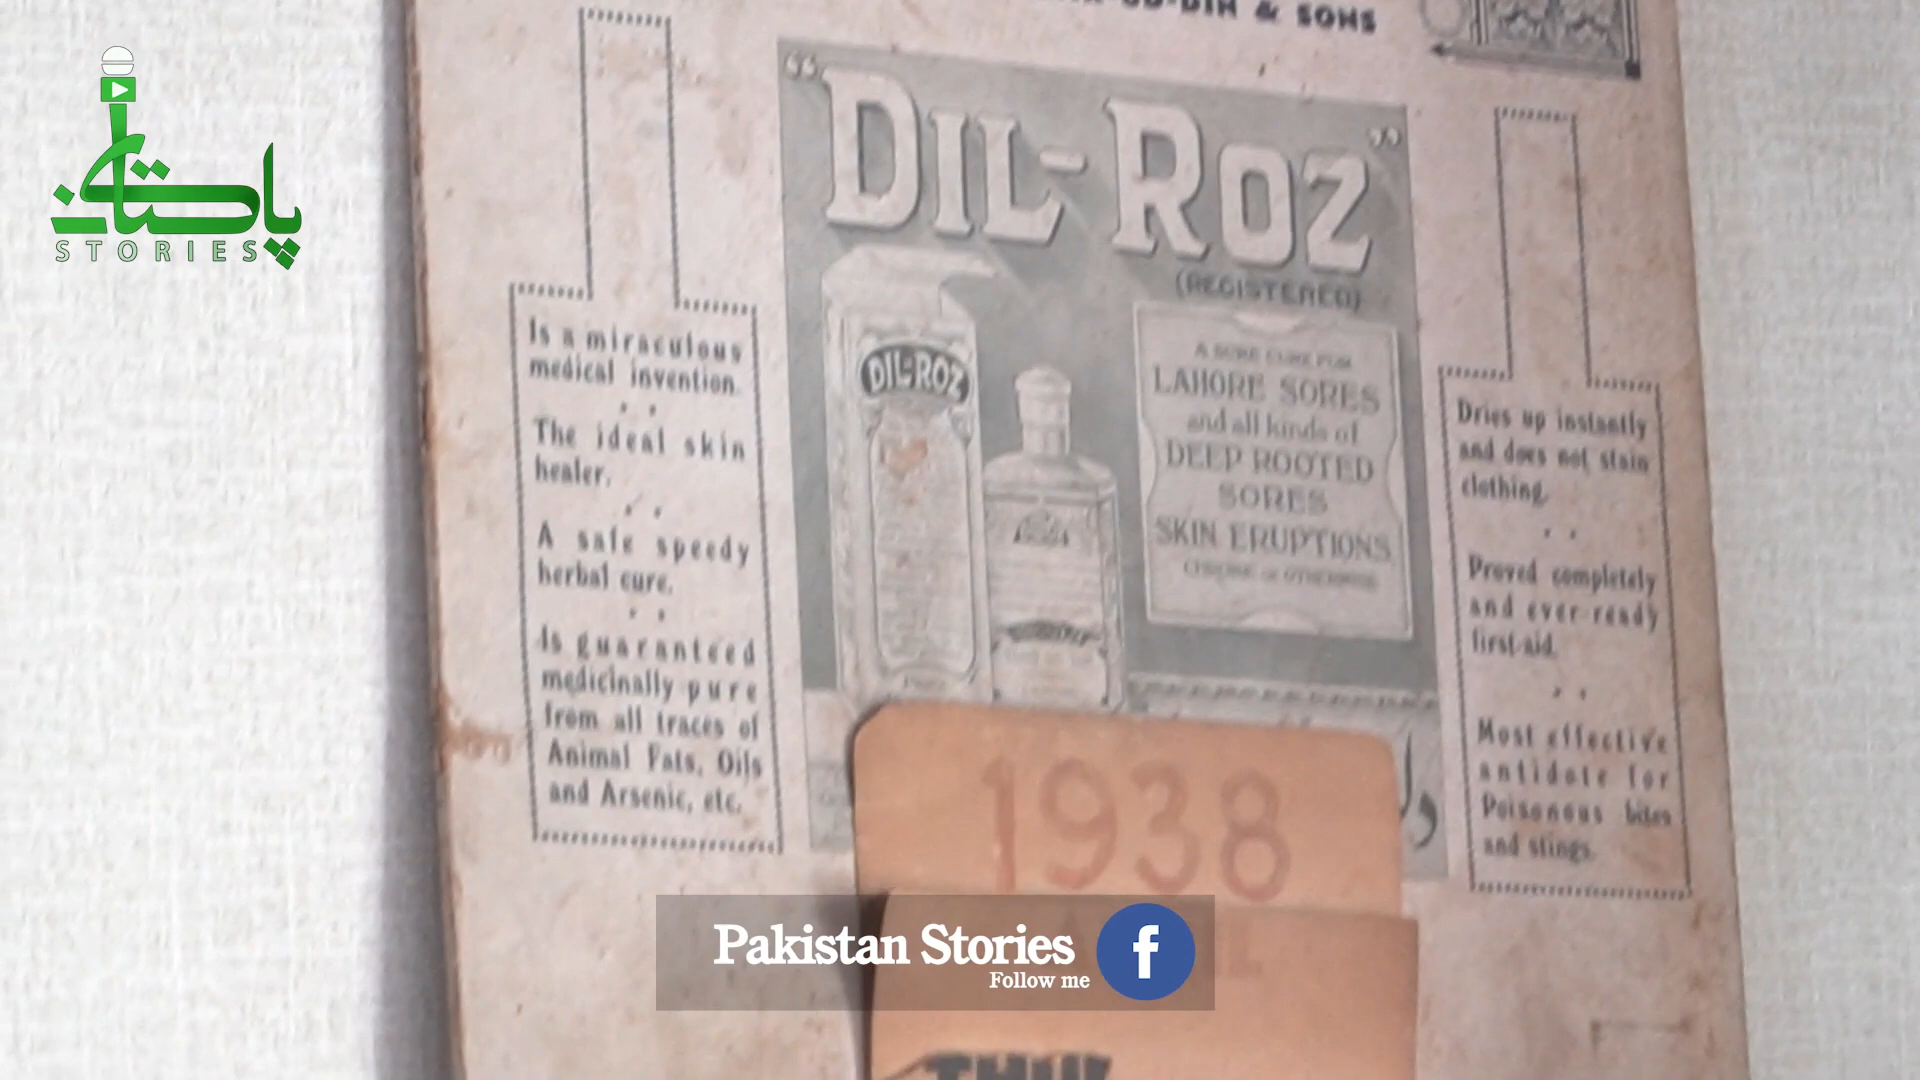 & SONS
"DIL-ROZ"
(REGISTERED)
پاکستان
STORIES
Is a miraculous
medical invention.
The ideal skin
healer.
A safe speedy
herbal cure.
Is guaranteed
medicinally pure
from all traces of
Animal Fats, Oils
and Arsenic, etc.
DIL-ROZ
A SURE CURE FOR
LAHORE SORES
and all kinds of
DEEP ROOTED
SORES
SKIN ERUPTIONS
Dries up instantly
and does not stain
clothing.
Proved completely
and ever-ready
first-aid.
Most effective
antidote for
Poisonous bites
and stings.
1938
Pakistan Stories
Follow me